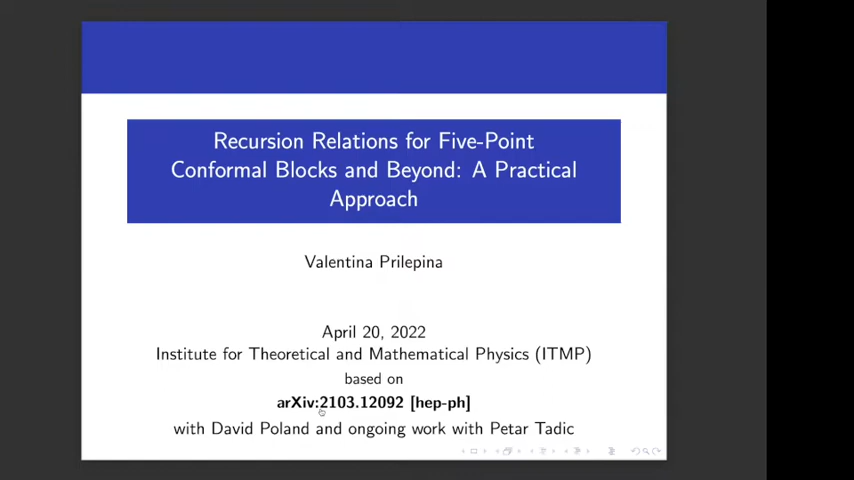 Recursion Relations for Five-Point
Conformal Blocks and Beyond: A Practical
Approach
Valentina Prilepina
April 20, 2022
Institute for Theoretical and Mathematical Physics (ITMP)
based on
arXiv:2103.12092 [hep-ph]
with David Poland and ongoing work with Petar Tadic